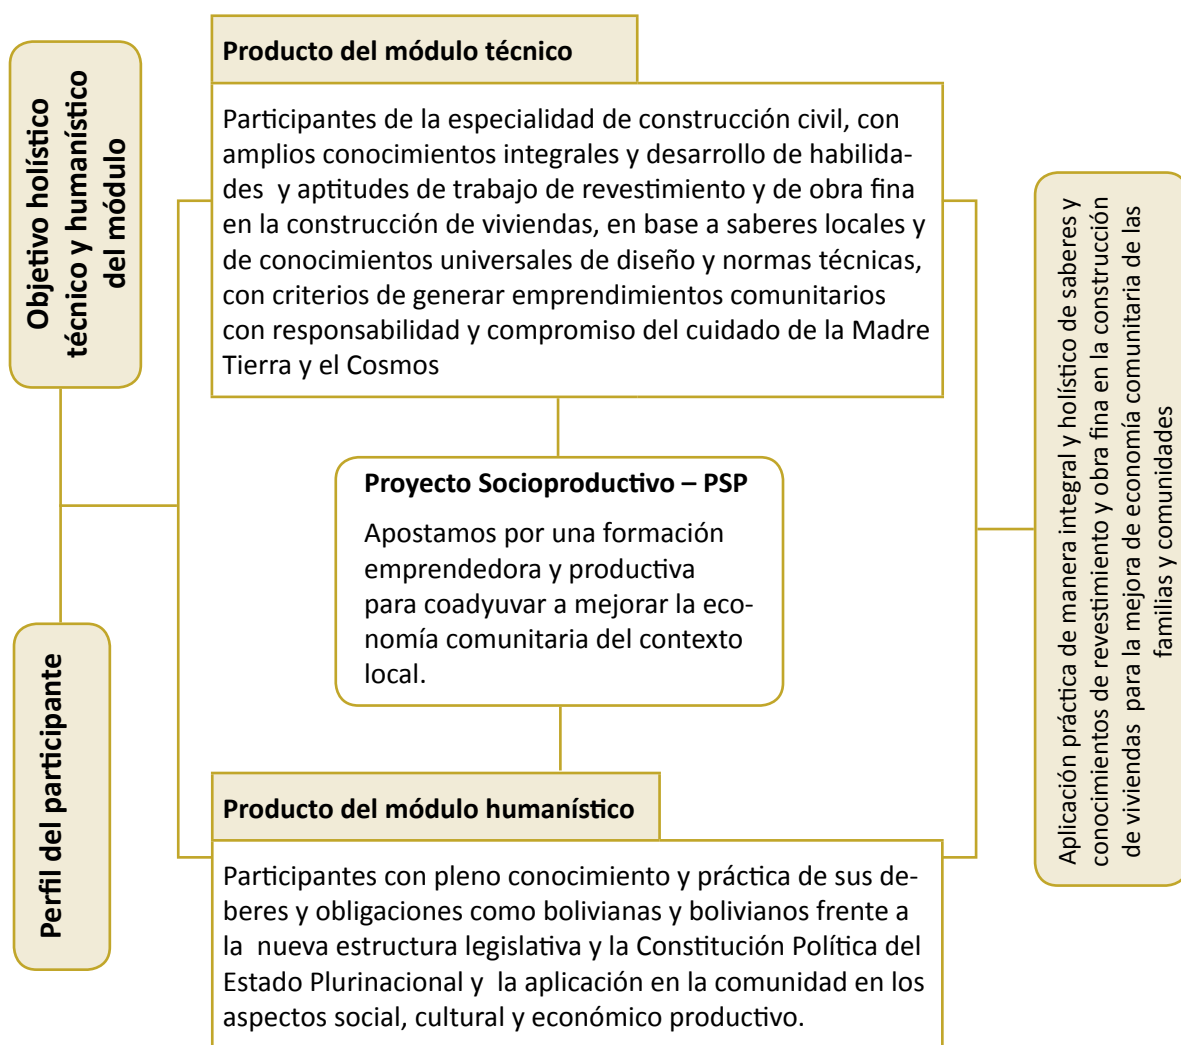 Objetivo holístico
técnico y humanístico
del módulo
Perfil del participante
Producto del módulo técnico
Participantes de la especialidad de construcción civil, con
amplios conocimientos integrales y desarrollo de habilida-
des y aptitudes de trabajo de revestimiento y de obra fina
en la construcción de viviendas, en base a saberes locales y
de conocimientos universales de diseño y normas técnicas,
con criterios de generar emprendimientos comunitarios
con responsabilidad y compromiso del cuidado de la Madre
Tierra y el Cosmos
Proyecto Socioproductivo – PSP
Apostamos por una formación
emprendedora y productiva
para coadyuvar a mejorar la eco-
nomía comunitaria del contexto
local.
Producto del módulo humanístico
Participantes con pleno conocimiento y práctica de sus de-
beres y obligaciones como bolivianas y bolivianos frente a
la nueva estructura legislativa y la Constitución Política del
Estado Plurinacional y la aplicación en la comunidad en los
aspectos social, cultural y económico productivo.
Aplicación práctica de manera integral y holístico de saberes y
conocimientos de revestimiento y obra fina en la construcción
de viviendas para la mejora de economía comunitaria de las
familias y comunidades